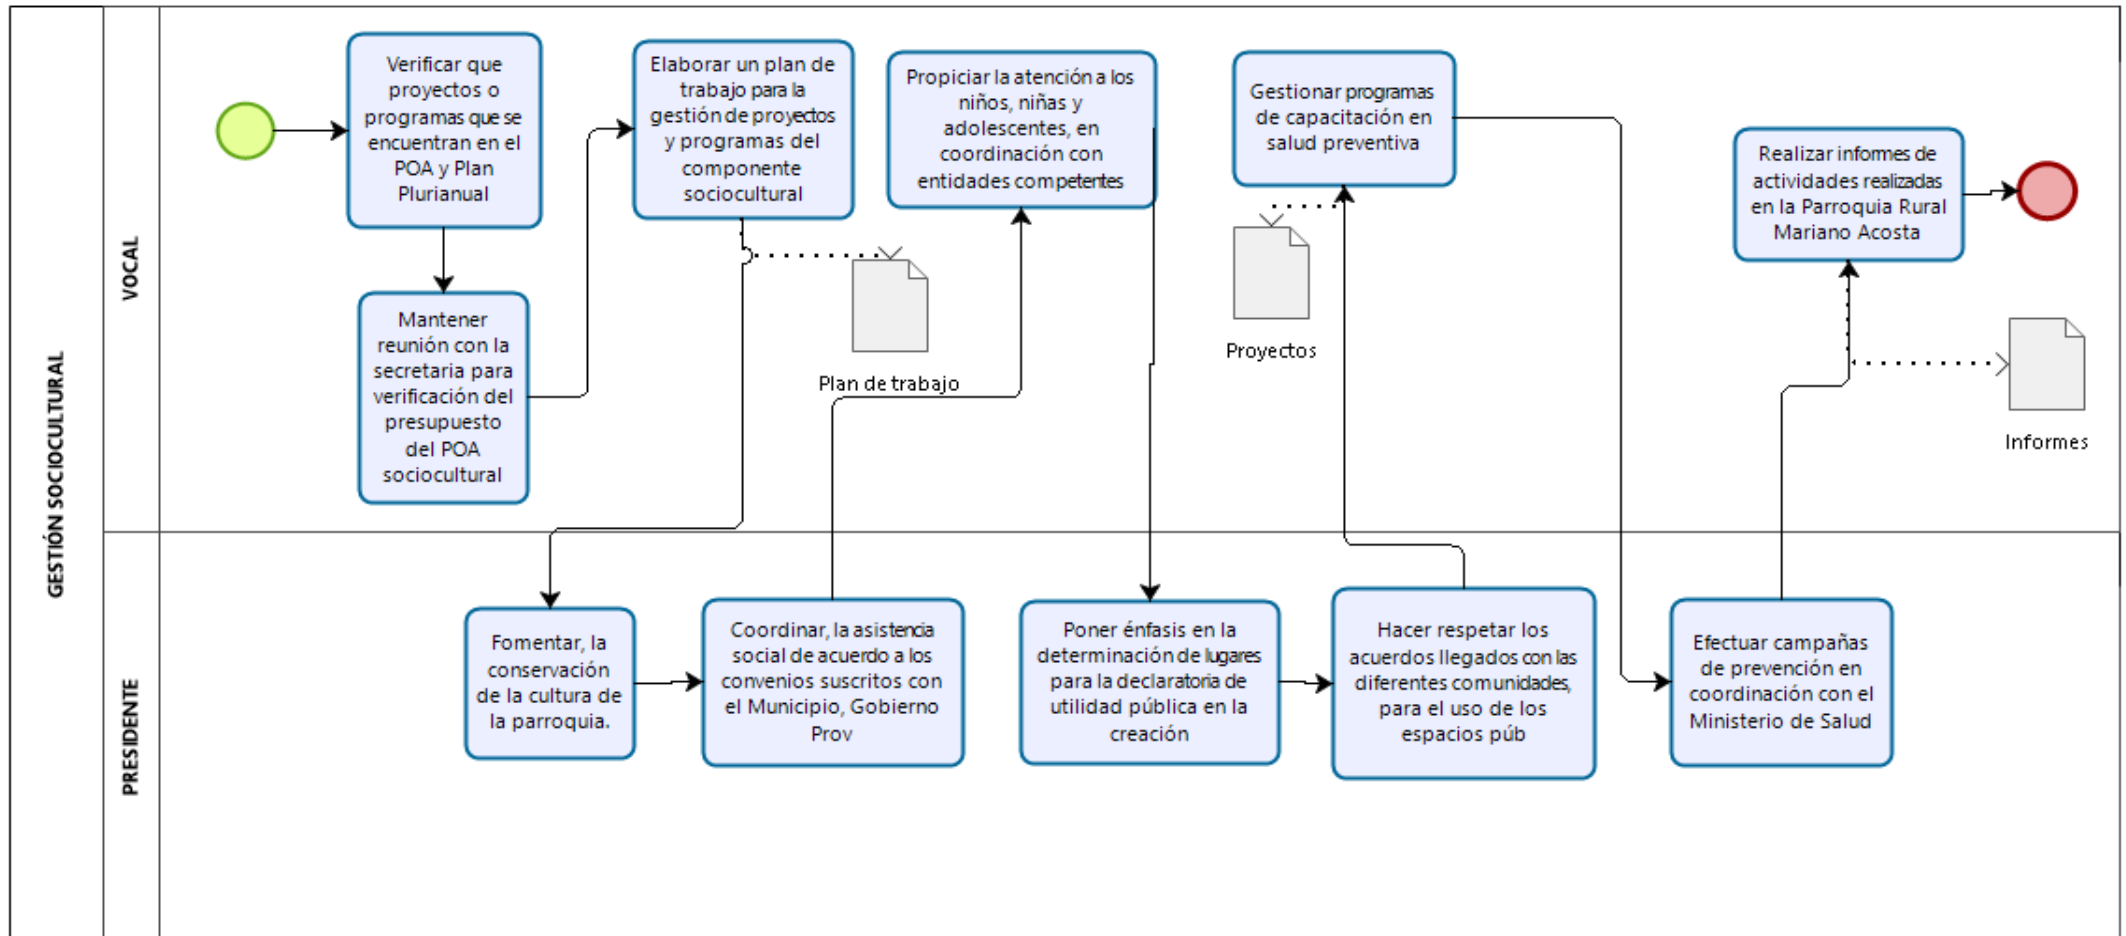 GESTIÓN SOCIOCULTURAL
VOCAL
Verificar que
proyectos o
programas que se
encuentran en el
POA y Plan
Plurianual
Mantener
reunión con la
secretaria para
verificación del
presupuesto
del POA
sociocultural
Elaborar un plan de
trabajo para la
gestión de proyectos
y programas del
componente
sociocultural
Plan de trabajo
Propiciar la atención a los
niños, niñas y
adolescentes, en
coordinación con
entidades competentes
Gestionar programas
de capacitación en
salud preventiva
Proyectos
Realizar informes de
actividades realizadas
en la Parroquia Rural
Mariano Acosta
Informes
PRESIDENTE
Fomentar, la
conservación
de la cultura de
la parroquia.
Coordinar, la asistencia
social de acuerdo a los
convenios suscritos con
el Municipio, Gobierno
Prov
Poner énfasis en la
determinación de lugares
para la declaratoria de
utilidad pública en la
creación
Hacer respetar los
acuerdos llegados con las
diferentes comunidades,
para el uso de los
espacios púb
Efectuar campañas
de prevención en
coordinación con el
Ministerio de Salud